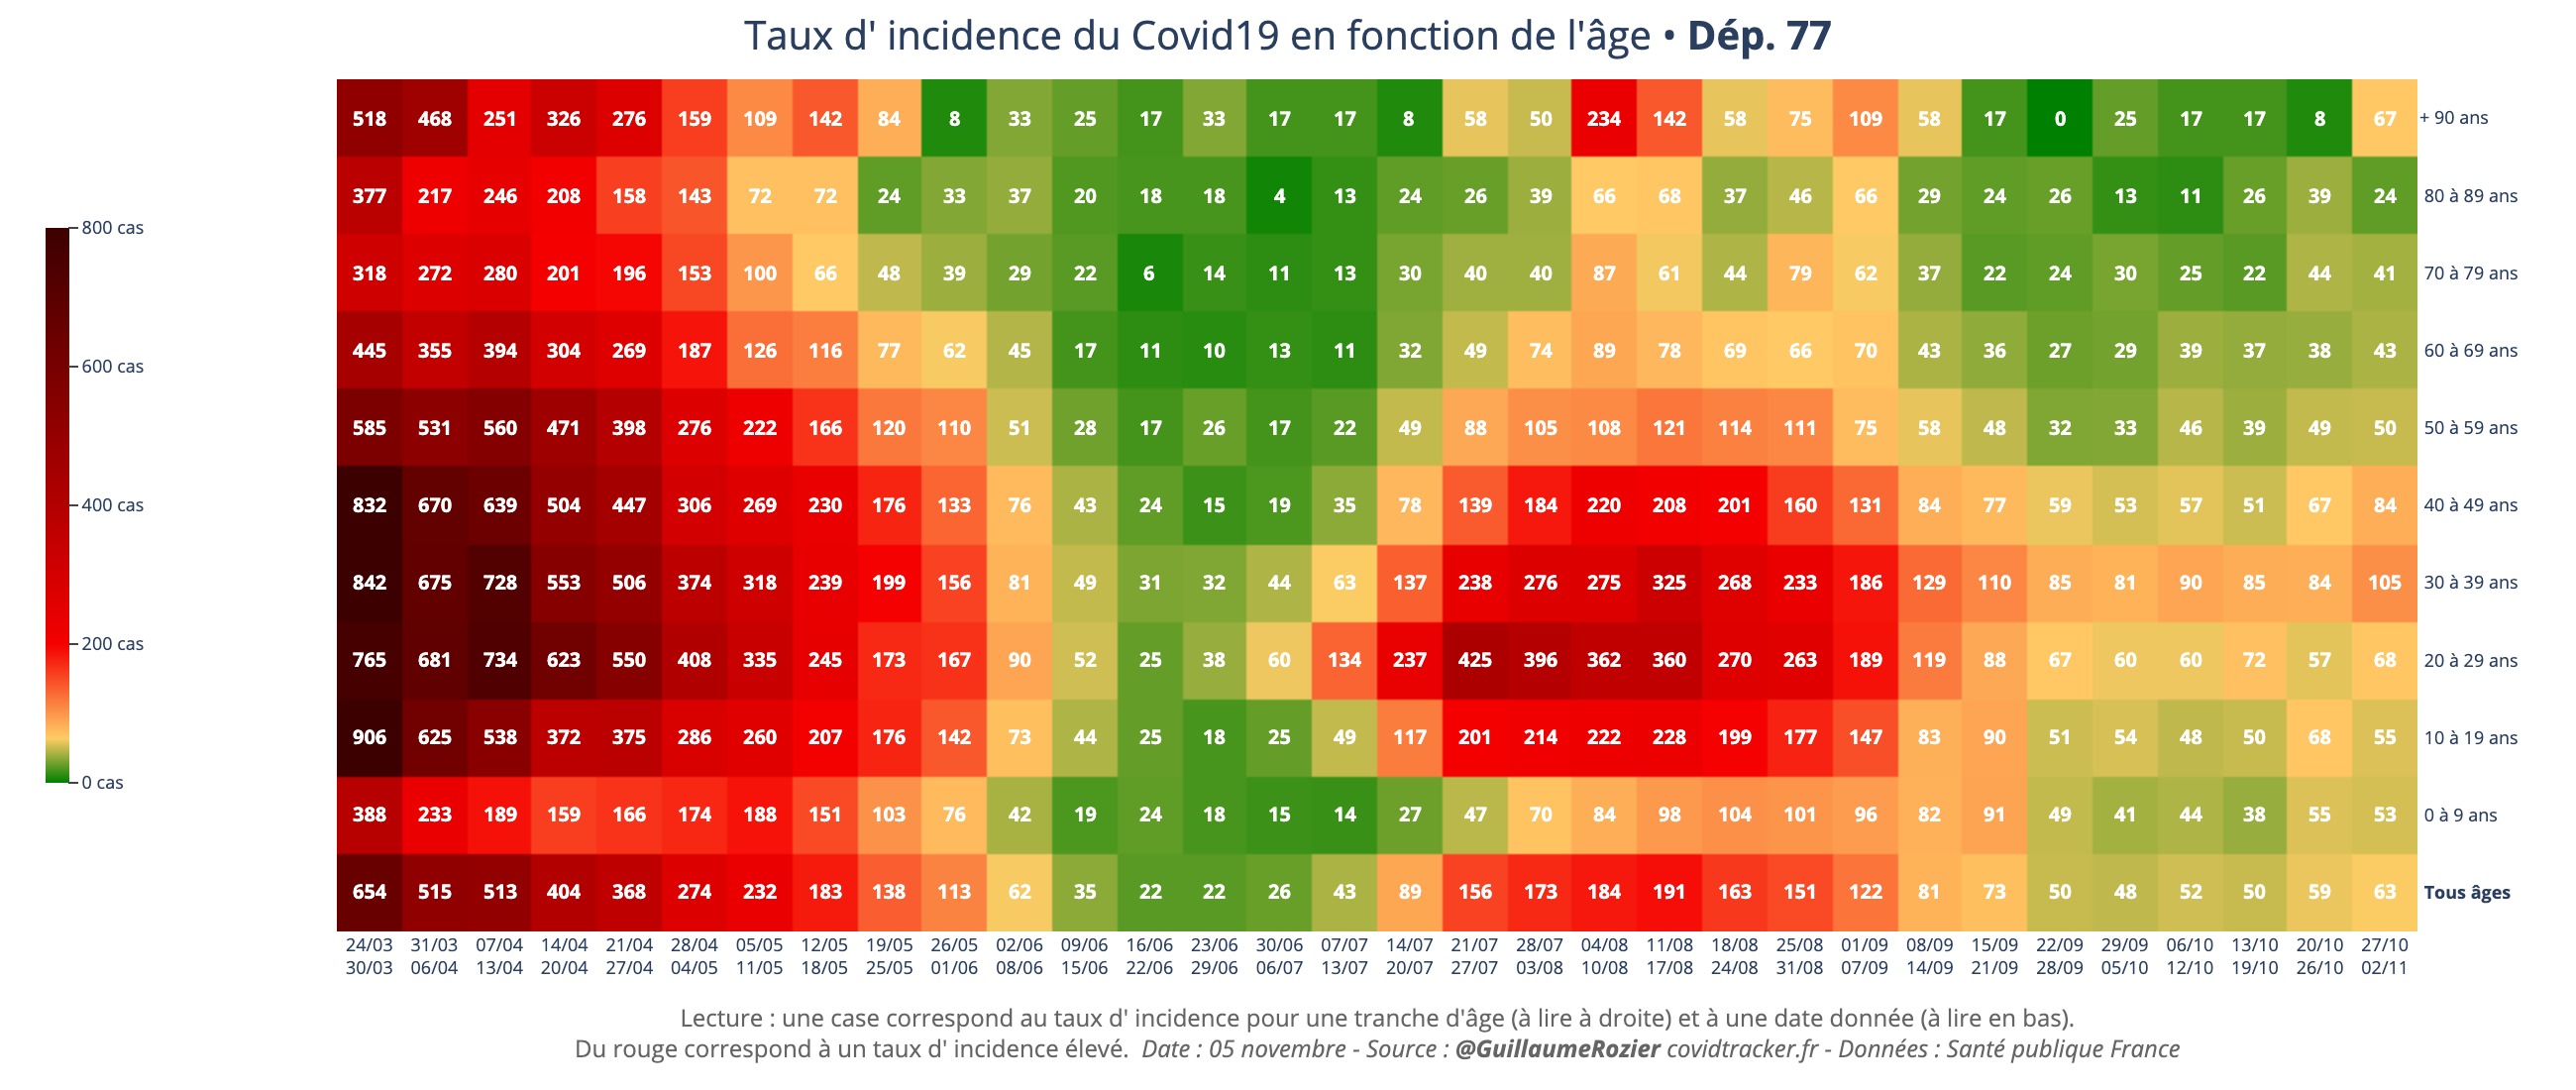 Taux d' incidence du Covid19 en fonction de l'âge • Dép. 77
518 468 251 326 276 159 109 142 84 8 33 25 17 33 17 17 8 58 50 234 142 58 75 109 58 17 0 25 17 17 8 67 + 90 ans
377 217 246 208 158 143 72 72 24 33 37 20 18 18 4 13 24 26 39 66 68 37 46 66 29 24 26 13 11 26 39 24 80 à 89 ans
318 272 280 201 196 153 100 66 48 39 29 22 6 14 11 13 30 40 40 87 61 44 79 62 37 22 24 30 25 22 44 41 70 à 79 ans
445 355 394 304 269 187 126 116 77 62 45 17 11 10 13 11 32 49 74 89 78 69 66 70 43 36 27 29 39 37 38 43 60 à 69 ans
585 531 560 471 398 276 222 166 120 110 51 28 17 26 17 22 49 88 105 108 121 114 111 75 58 48 32 33 46 39 49 50 50 à 59 ans
832 670 639 504 447 306 269 230 176 133 76 43 24 15 19 35 78 139 184 220 208 201 160 131 84 77 59 53 57 51 67 84 40 à 49 ans
842 675 728 553 506 374 318 239 199 156 81 49 31 32 44 63 137 238 276 275 325 268 233 186 129 110 85 81 90 85 84 105 30 à 39 ans
765 681 734 623 550 408 335 245 173 167 90 52 25 38 60 134 237 425 396 362 360 270 263 189 119 88 67 60 60 72 57 68 20 à 29 ans
906 625 538 372 375 286 260 207 176 142 73 44 25 18 25 49 117 201 214 222 228 199 177 147 83 90 51 54 48 50 68 55 10 à 19 ans
388 233 189 159 166 174 188 151 103 76 42 19 24 18 15 14 27 47 70 84 98 104 101 96 82 91 49 41 44 38 55 53 0 à 9 ans
654 515 513 404 368 274 232 183 138 113 62 35 22 22 26 43 89 156 173 184 191 163 151 122 81 73 50 48 52 50 59 63 Tous âges
24/03 31/03 07/04 14/04 21/04 28/04 05/05 12/05 19/05 26/05 02/06 09/06 16/06 23/06 30/06 07/07 14/07 21/07 28/07 04/08 11/08 18/08 25/08 01/09 08/09 15/09 22/09 29/09 06/10 13/10 20/10 27/10
30/03 06/04 13/04 20/04 27/04 04/05 11/05 18/05 25/05 01/06 08/06 15/06 22/06 29/06 06/07 13/07 20/07 27/07 03/08 10/08 17/08 24/08 31/08 07/09 14/09 21/09 28/09 05/10 12/10 19/10 26/10 02/11
800 cas
600 cas
400 cas
200 cas
0 cas
Lecture : une case correspond au taux d' incidence pour une tranche d'âge (à lire à droite) et à une date donnée (à lire en bas).
Du rouge correspond à un taux d' incidence élevé. Date : 05 novembre - Source : @GuillaumeRozier covidtracker.fr - Données : Santé publique France